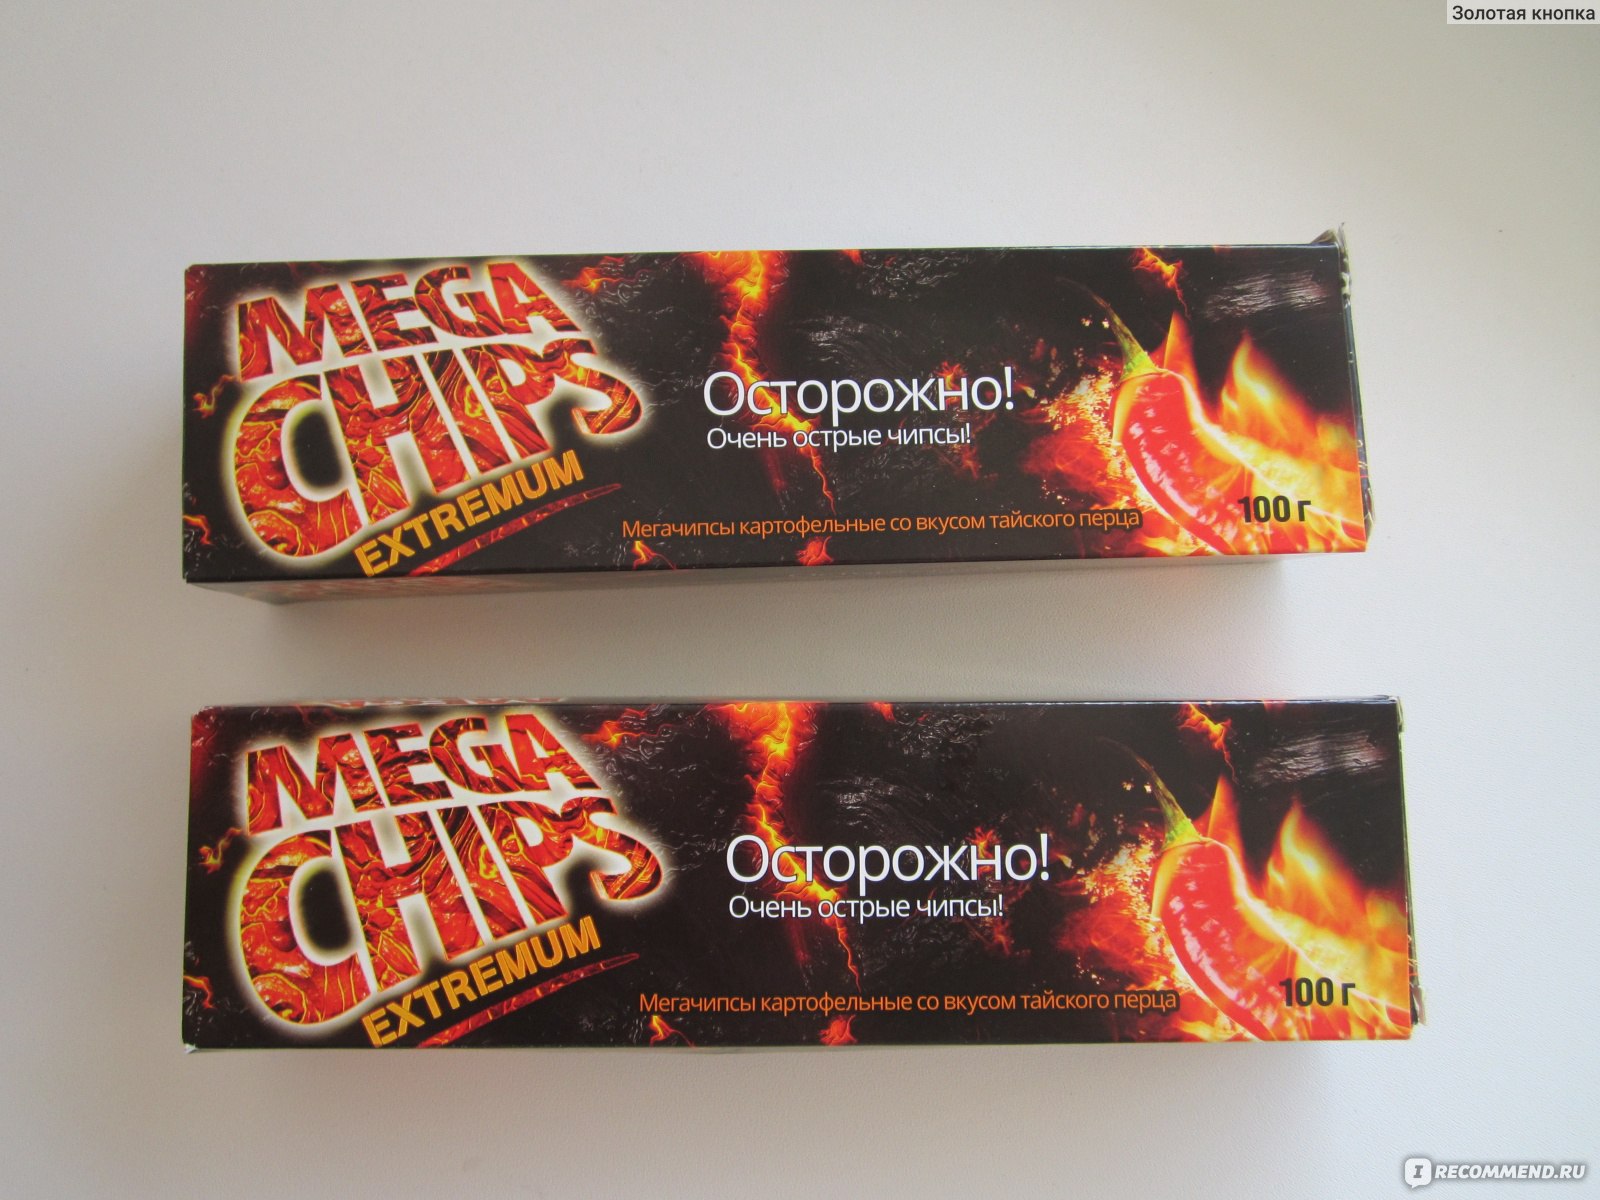 Золотая кнопка
MEGA
CHIPS
EXTREMUM
Осторожно!
Очень острые чипсы!
Мегачипсы картофельные со вкусом тайского перца
100 г
MEGA
CHIPS
EXTREMUM
Осторожно!
Очень острые чипсы!
Мегачипсы картофельные со вкусом тайского перца
100 г
I RECOMMEND.RU